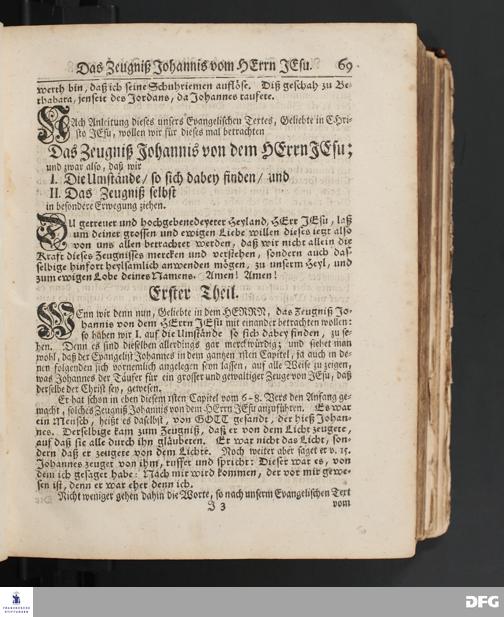 Das Zeugniß Johannis vom HErrn JEsu. 69
werth bin, daß ich seine Schuhriemen auflöse. Diß geschah zu Be-
thabara, jenseit des Jordans, da Johannes taufete.
NAch Anleitung dieses unsers Evangelischen Textes, Geliebte in CHri-
sto JEsu, wollen wir für dieses mal betrachten
Das Zeugniß Johannis von dem HErrn JEsu;
und zwar also, daß wir
I. Die Umstände/ so sich dabey finden/ und
II. Das Zeugniß selbst
in besondere Erwegung ziehen.
DU getreuer und hochgebenedeyeter Heyland, HErr JEsu, laß
um deiner grossen und ewigen Liebe willen dieses ietzt also
von uns allen betrachtet werden, daß wir nicht allein die
Kraft dieses Zeugnisses mercken und verstehen, sondern auch das-
selbige hinfort heylsamlich anwenden mögen, zu unserm Heyl, und
zum ewigen Lobe deines Namens. Amen! Amen!
Erster Theil.
WEnn wir denn nun, Geliebte in dem HERRN, das Zeugniß Jo-
hannis von dem HErrn JEsu mit einander betrachten wollen:
so haben wir I. auf die Umstände so sich dabey finden, zu se-
hen. Denn es sind dieselben allerdings gar merckwürdig; und siehet man
wohl, daß der Evangelist Johannes in dem gantzen 1sten Capitel, ja auch in de-
nen folgenden sich vornemlich angelegen seyn lassen, auf alle Weise zu zeigen,
was Johannes der Täufer für ein grosser und gewaltiger Zeuge von JEsu, daß
derselbe der Christ sey, gewesen.
Er hat schon in eben diesem 1sten Capitel vom 6-8. Vers den Anfang ge-
macht, solches Zeugniß Johannis von dem HErrn JEsu anzuführen. Es war
ein Mensch, heißt es daselbst, von GOTT gesandt, der hieß Johan-
nes. Derselbige kam zum Zeugniß, daß er von dem Licht zeugete,
auf daß sie alle durch ihn gläubeten. Er war nicht das Licht, son-
dern daß er zeugete von dem Lichte. Noch weiter aber saget er v. 15.
Johannes zeuget von ihm, ruffet und spricht: Dieser war es, von
dem ich gesaget habe: Nach mir wird kommen, der vor mir gewe-
sen ist, denn er war eher denn ich.
Nicht weniger gehen dahin die Worte, so nach unserm Evangelischen Text
J 3 vom
FRANCKESCHE
STIFTUNGEN
DFG